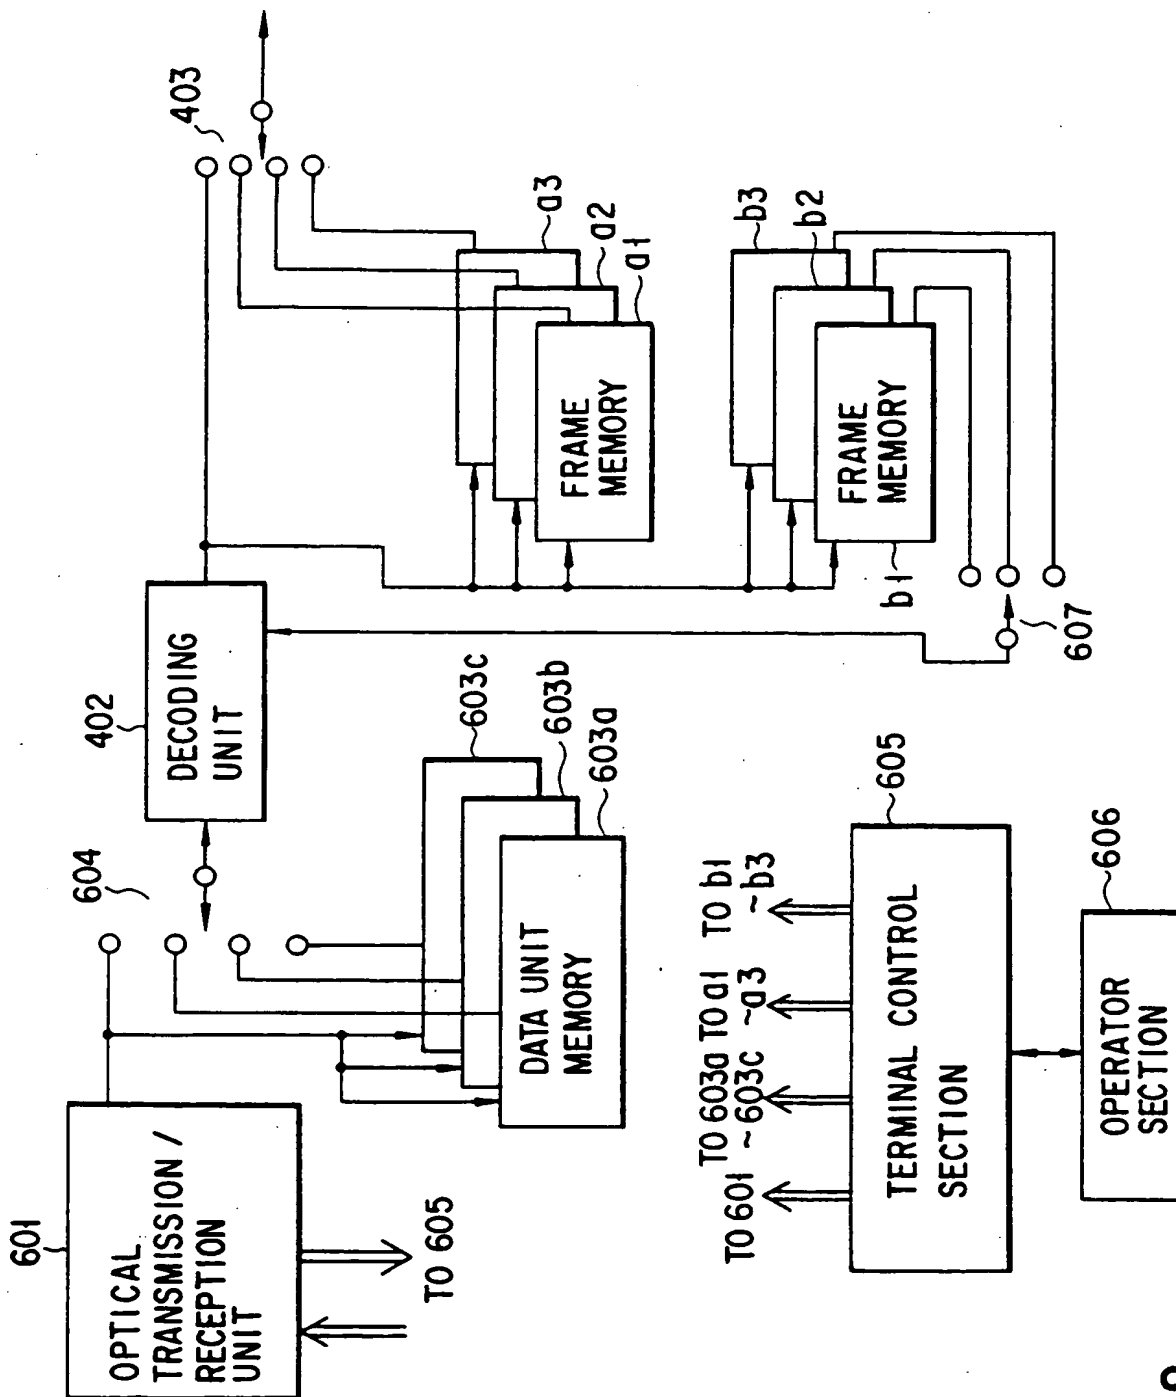 601
OPTICAL
TRANSMISSION /
RECEPTION
UNIT
TO 605
604
402
DECODING
UNIT
403
603c
603b
603a
DATA UNIT
MEMORY
a3
a2
a1
FRAME
MEMORY
b3
b2
b1
FRAME
MEMORY
607
TO 601
TO 603a
~603c
TO a1
~a3
TO b1
~b3
605
TERMINAL CONTROL
SECTION
606
OPERATOR
SECTION